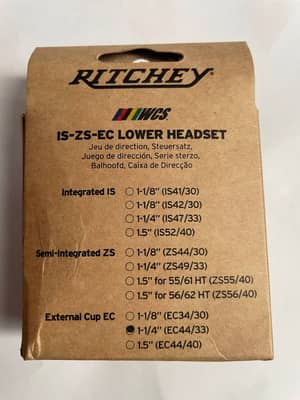 RITCHEY
WCS
IS-ZS-EC LOWER HEADSET
Jeu de direction, Steuersatz,
Juego de dirección, Serie sterzo,
Balhoofd, Caixa de Direcção
Integrated IS
1-1/8" (IS41/30)
1-1/8" (IS42/30)
1-1/4" (IS47/33)
1.5" (IS52/40)
Semi-integrated ZS
1-1/8" (ZS44/30)
1-1/4" (ZS49/33)
1.5" for 55/61 HT (ZS55/40)
1.5" for 56/62 HT (ZS56/40)
External Cup EC
1-1/8" (EC34/30)
1-1/4" (EC44/33)
1.5" (EC44/40)